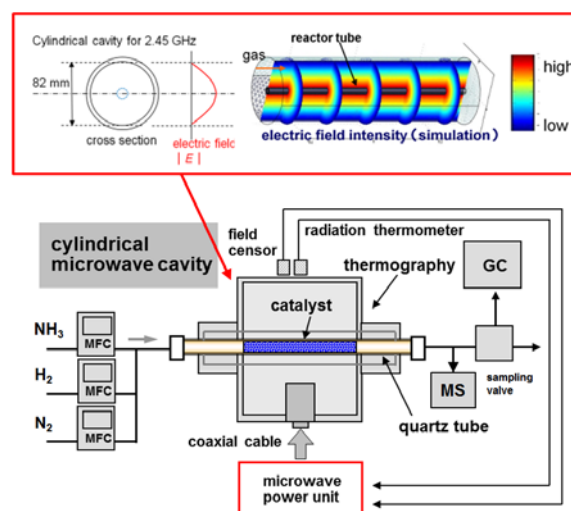 Cylindrical cavity for 2.45 GHz
82 mm
cross section
electric field
| E |
gas
reactor tube
electric field intensity (simulation)
high
low
cylindrical
microwave cavity
field
censor
radiation thermometer
thermography
catalyst
GC
NH3
MFC
H2
MFC
N2
MFC
MS
sampling
valve
quartz tube
coaxial cable
microwave
power unit